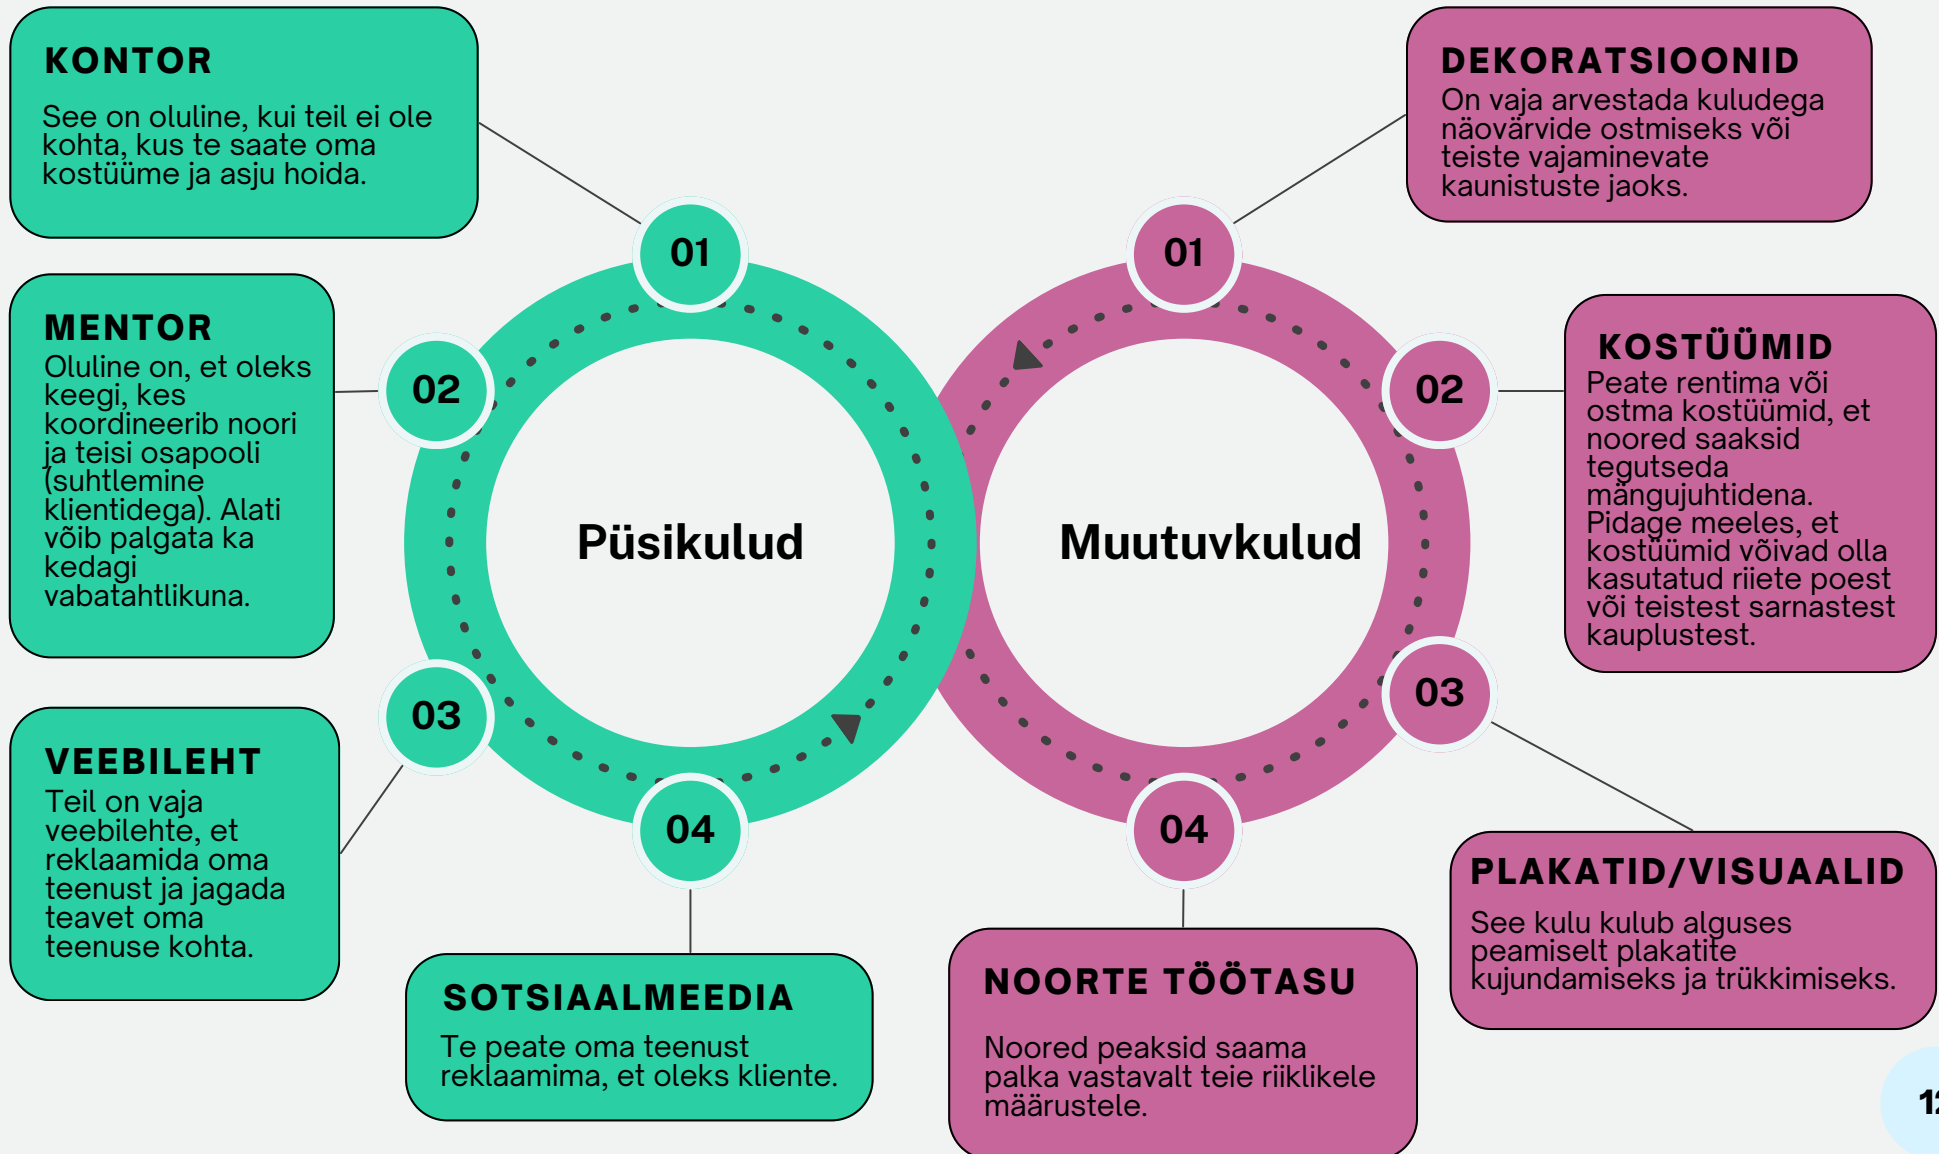 KONTOR
See on oluline, kui teil ei ole
kohta, kus te saate oma
kostüüme ja asju hoida.
MENTOR
Oluline on, et oleks
keegi, kes
koordineerib noori
ja teisi osapooli
(suhtlemine
klientidega). Alati
võib palgata ka
kedagi
vabatahtlikuna.
VEEBILEHT
Teil on vaja
veebilehte, et
reklaamida oma
teenust ja jagada
teavet oma
teenuse kohta.
SOTSIAALMEEDIA
Te peate oma teenust
reklaamima, et oleks kliente.
01
02
03
04
Püsikulud
Muutuvkulud
01
02
03
04
DEKORATSIOONID
On vaja arvestada kuludega
näovärvide ostmiseks või
teiste vajaminevate
kaunistuste jaoks.
KOSTÜÜMID
Peate rentima või
ostma kostüümid, et
noored saaksid
tegutseda
mängujuhtidena.
Pidage meeles, et
kostüümid võivad olla
kasutatud riiete poest
või teistest sarnastest
kauplustest.
PLAKATID/VISUAALID
See kulu kulub alguses
peamiselt plakatite
kujundamiseks ja trükkimiseks.
NOORTE TÖÖTASU
Noored peaksid saama
palka vastavalt teie riiklikele
määrustele.
12